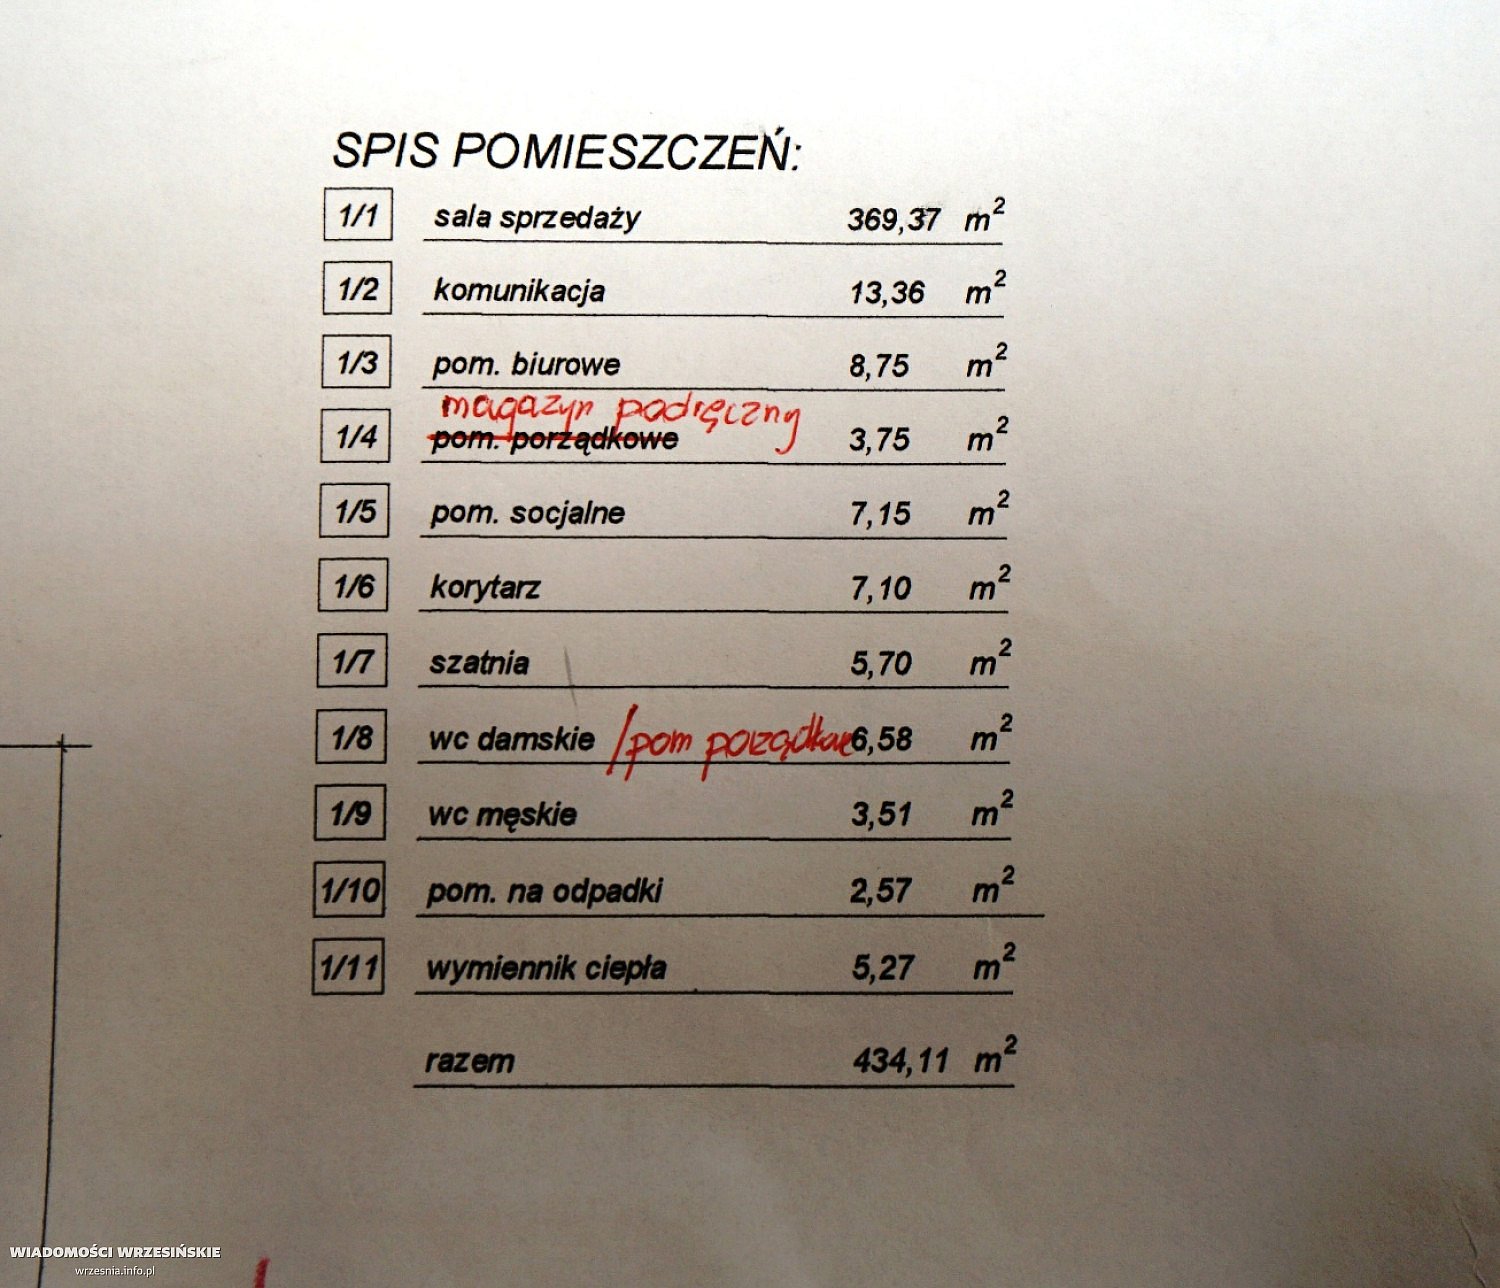 SPIS POMIESZCZEŃ:
1/1 sala sprzedaży 369,37 m²
1/2 komunikacja 13,36 m²
1/3 pom. biurowe 8,75 m²
magazyn podręczny
1/4 pom. porządkowe 3,75 m²
1/5 pom. socjalne 7,15 m²
1/6 korytarz 7,10 m²
1/7 szatnia 5,70 m²
1/8 wc damskie /pom porządkowe 6,58 m²
1/9 wc męskie 3,51 m²
1/10 pom. na odpadki 2,57 m²
1/11 wymiennik ciepła 5,27 m²
razem 434,11 m²
WIADOMOŚCI WRZESIŃSKIE
wrzesnia.info.pl